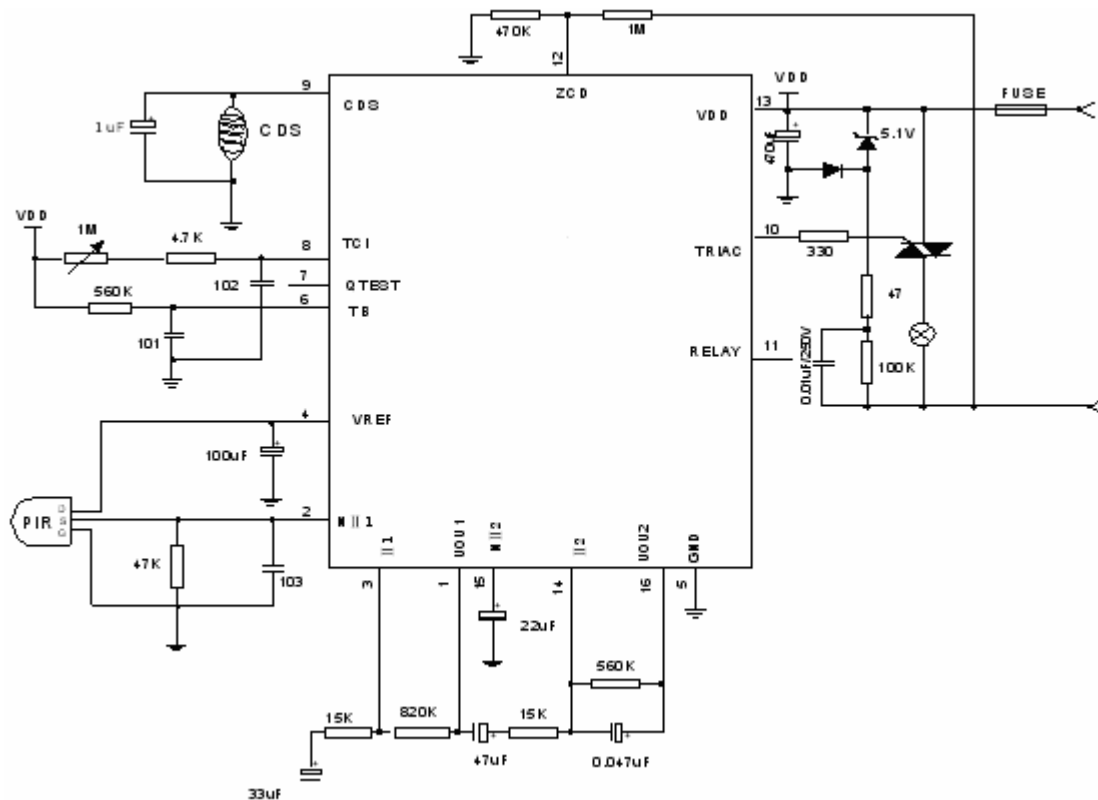 470K
1M
12
ZCD
9
CDS
1uF
CDS
VDD
13
VDD
FUSE
470uF
5.1V
VDD
1M
4.7K
8
TCI
102
7
QTEST
560K
6
TB
101
10
TRIAC
330
47
11
RELAY
0.01uF/290V
100K
4
VREF
100uF
PIR
D
S
2
47K
103
3
1
UOU1
15
14
16
UOU2
5
GND
22uF
560K
15K
820K
47uF
15K
0.047uF
33uF